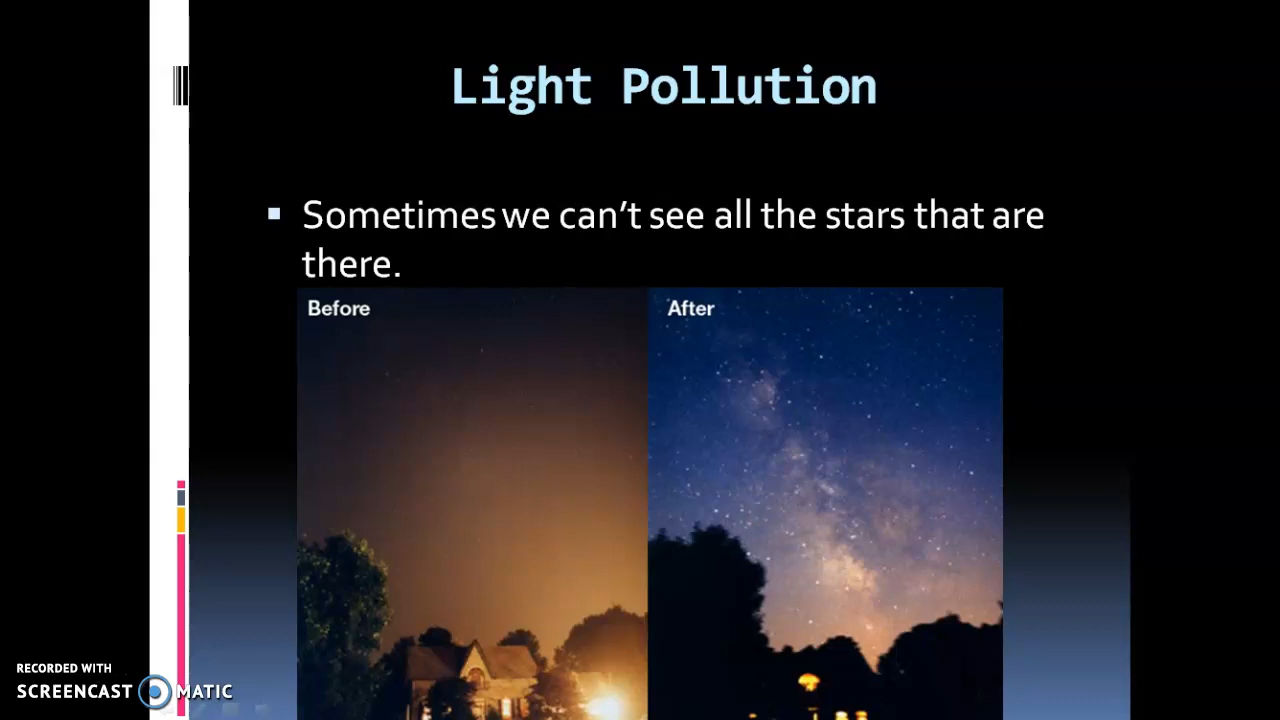 Light Pollution
Sometimes we can’t see all the stars that are
there.
Before
After
RECORDED WITH
SCREENCAST MATIC